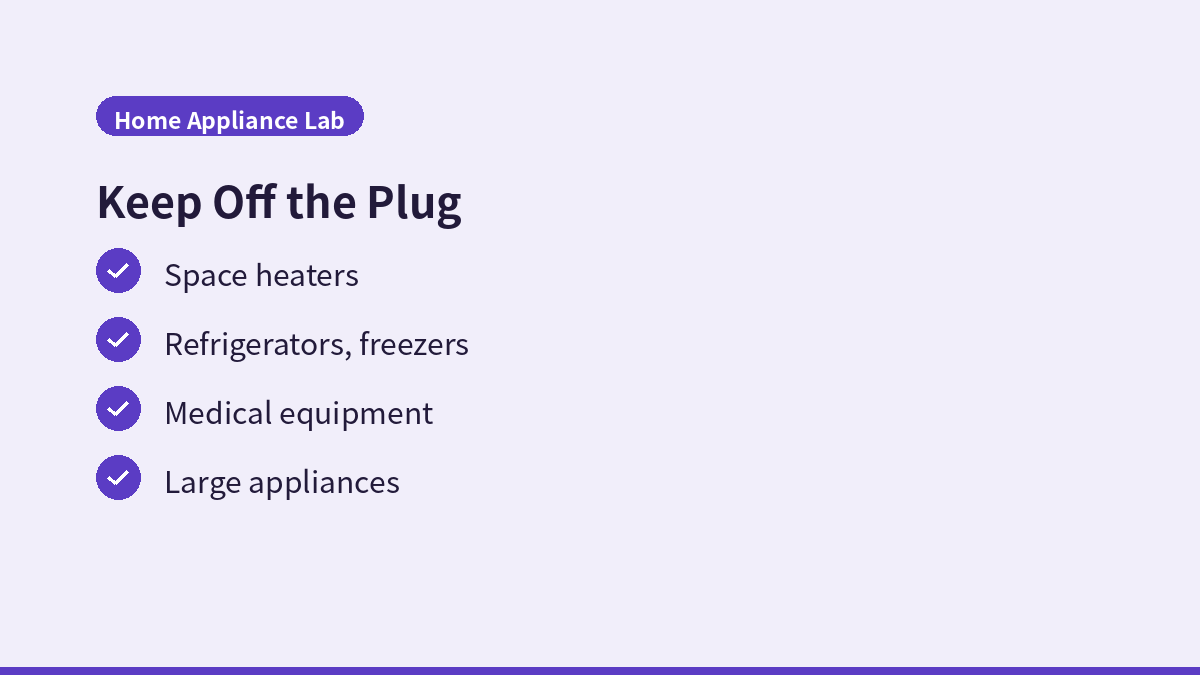 Home Appliance Lab
Keep Off the Plug
Space heaters
Refrigerators, freezers
Medical equipment
Large appliances